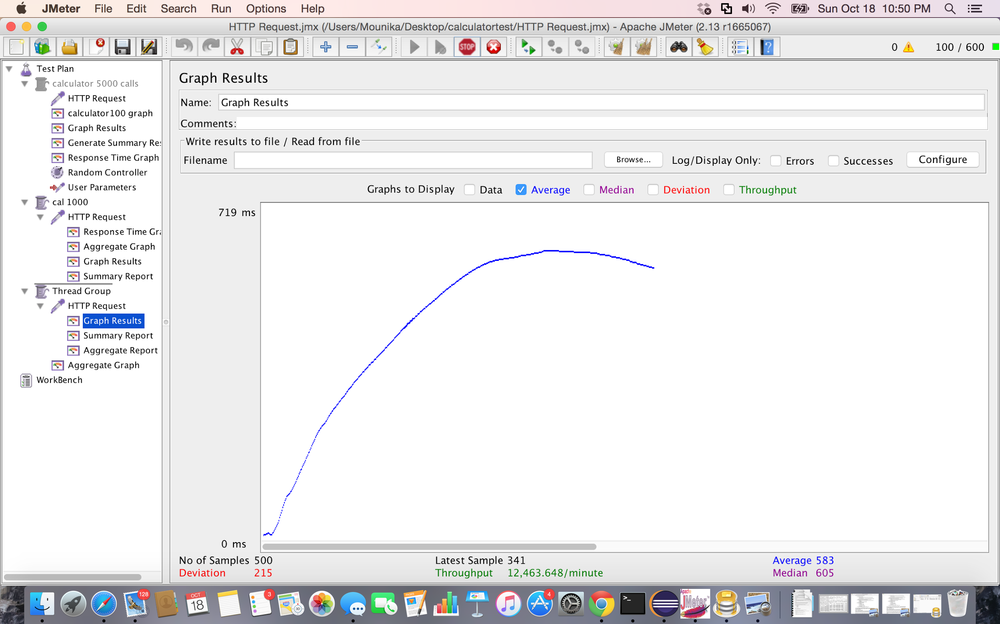 JMeter File Edit Search Run Options Help Sun Oct 18 10:50 PM
HTTP Request.jmx (/Users/Mounika/Desktop/calculatortest/HTTP Request.jmx) - Apache JMeter (2.13 r1665067)
STOP ? 0 100 / 600
Test Plan
calculator 5000 calls
HTTP Request
calculator100 graph
Graph Results
Generate Summary Re
Response Time Graph
Random Controller
User Parameters
cal 1000
HTTP Request
Response Time Gr
Aggregate Graph
Graph Results
Summary Report
Thread Group
HTTP Request
Graph Results
Summary Report
Aggregate Report
Aggregate Graph
WorkBench
Graph Results
Name: Graph Results
Comments:
Write results to file / Read from file
Filename Browse... Log/Display Only: Errors Successes Configure
Graphs to Display Data Average Median Deviation Throughput
719 ms
0 ms
No of Samples 500 Latest Sample 341 Average 583
Deviation 215 Throughput 12,463.648/minute Median 605
128
OCT
18
3
280
3D
PAGES
4
>_
Apache
JMeter